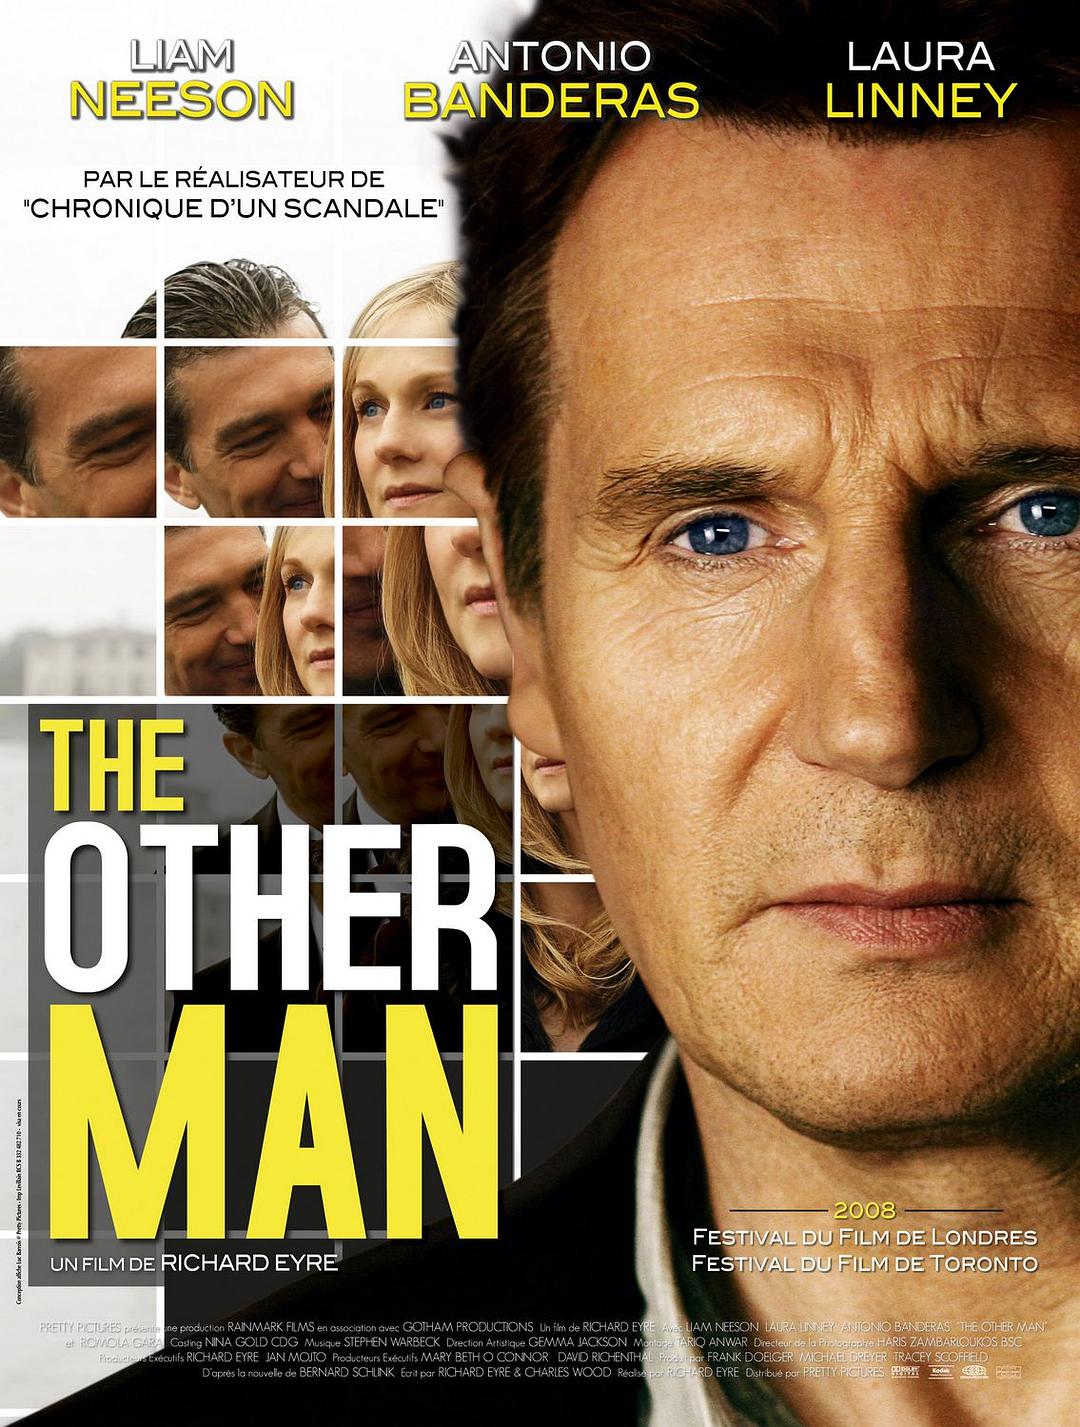 LIAM ANTONIO LAURA
NEESON BANDERAS LINNEY
PAR LE RÉALISATEUR DE
"CHRONIQUE D'UN SCANDALE"
THE
OTHER
MAN
UN FILM DE RICHARD EYRE
2008
FESTIVAL DU FILM DE LONDRES
FESTIVAL DU FILM DE TORONTO
PRETTY PICTURES présente une production RAINMARK FILMS en association avec GOTHAM PRODUCTIONS Un film de RICHARD EYRE Avec LIAM NEESON LAURA LINNEY ANTONIO BANDERAS "THE OTHER MAN"
et ROMOLA GARAI Casting NINA GOLD CDG Musique STEPHEN WARBECK Direction Artistique GEMMA JACKSON Montage TARIQ ANWAR Directeur de la Photographie HARIS ZAMBARLOUKOS BSC
Producteurs Exécutifs RICHARD EYRE JAN MOJTO Producteurs Exécutifs MARY BETH O CONNOR DAVID RICHENTHAL Produit par FRANK DOELGER MICHAEL DREYER TRACEY SCOFFIELD
D'après la nouvelle de BERNARD SCHLINK Ecrit par RICHARD EYRE & CHARLES WOOD Réalisé par RICHARD EYRE Distribué par PRETTY PICTURES